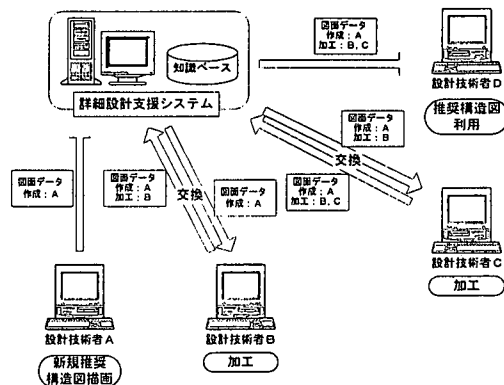 図面データ
作成：A
加工：B, C
知識ベース
詳細設計支援システム
設計技術者D
推奨構造図
利用
図面データ
作成：A
加工：B
交換
図面データ
作成：A
図面データ
作成：A
加工：B
交換
図面データ
作成：A
図面データ
作成：A
加工：B, C
設計技術者C
加工
設計技術者A
新規推奨
構造図描画
設計技術者B
加工